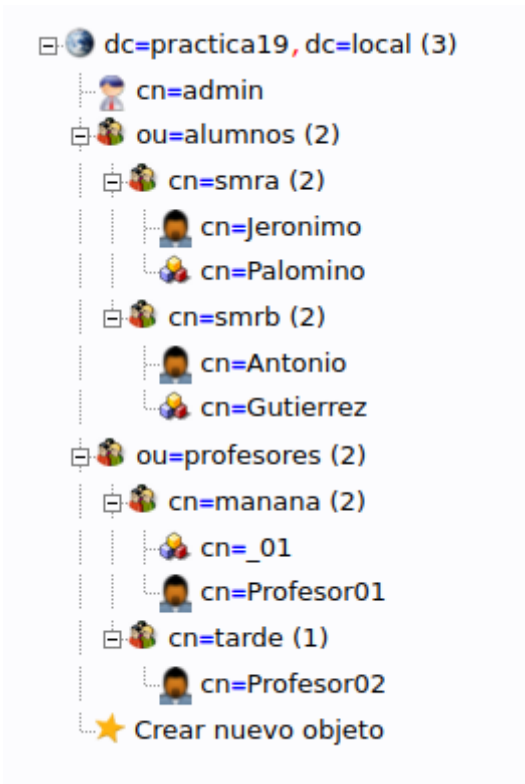 dc=practica19,dc=local (3)
cn=admin
ou=alumnos (2)
cn=smra (2)
cn=Jeronimo
cn=Palomino
cn=smrb (2)
cn=Antonio
cn=Gutierrez
ou=profesores (2)
cn=manana (2)
cn=_01
cn=Profesor01
cn=tarde (1)
cn=Profesor02
Crear nuevo objeto